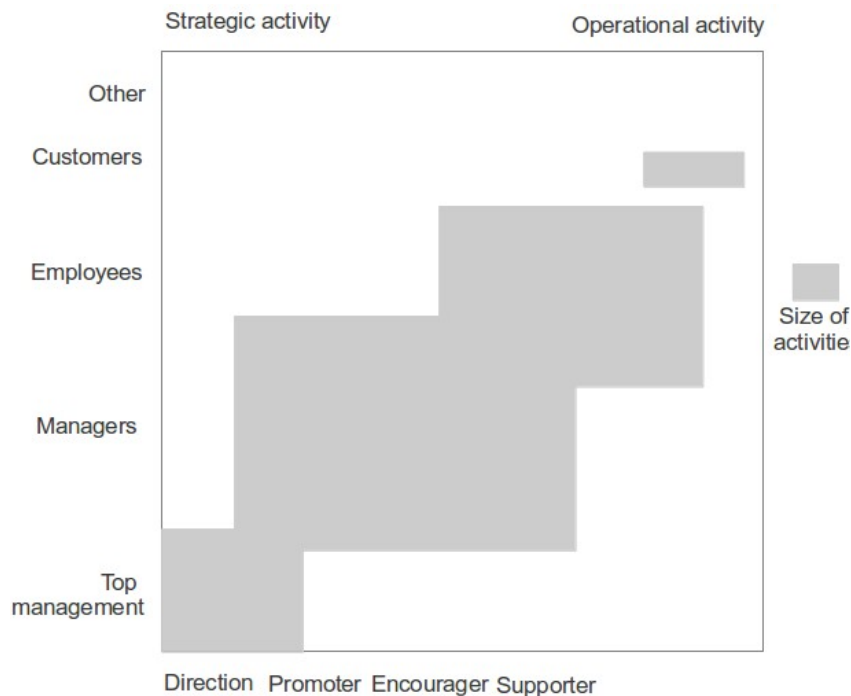 Strategic activity
Operational activity
Other
Customers
Employees
Size of
activitie
Managers
Top
management
Direction Promoter Encourager Supporter